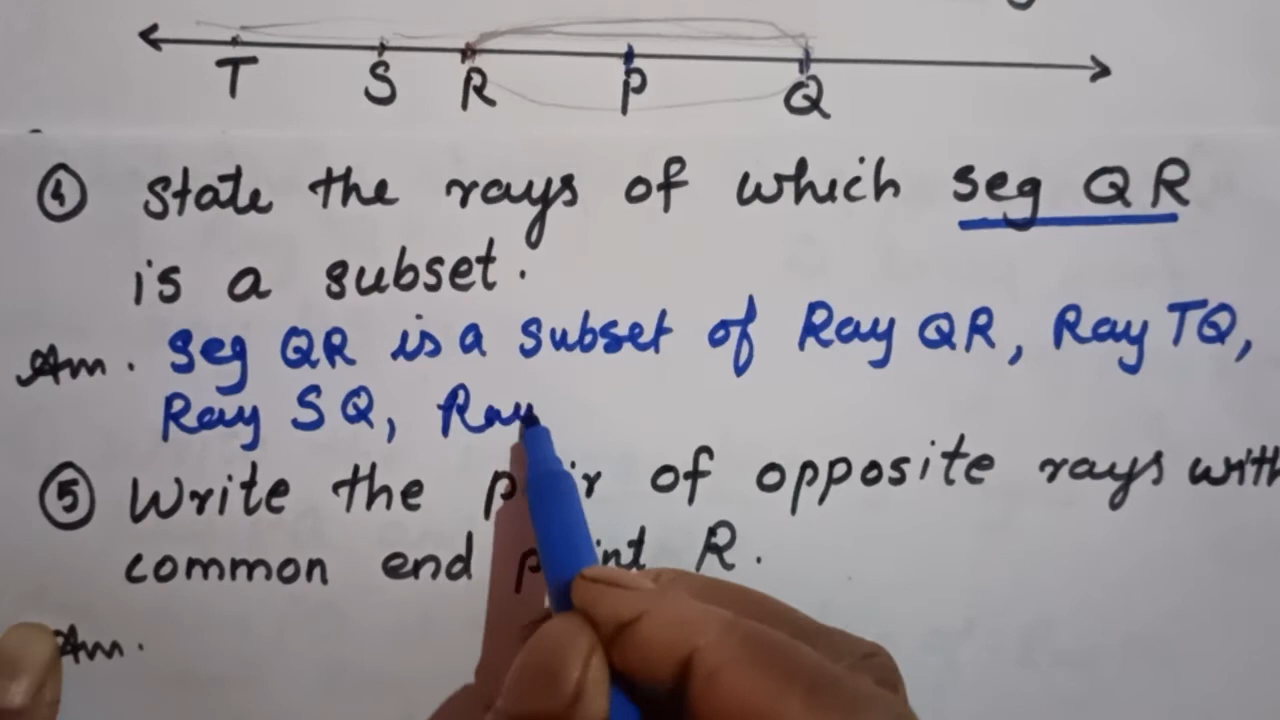 T S R P Q
④ State the rays of which seg QR
is a subset.
Ans. Seg QR is a subset of Ray QR, Ray TQ,
Ray SQ, Ray
⑤ Write the of opposite rays with
common end R.
Ans.